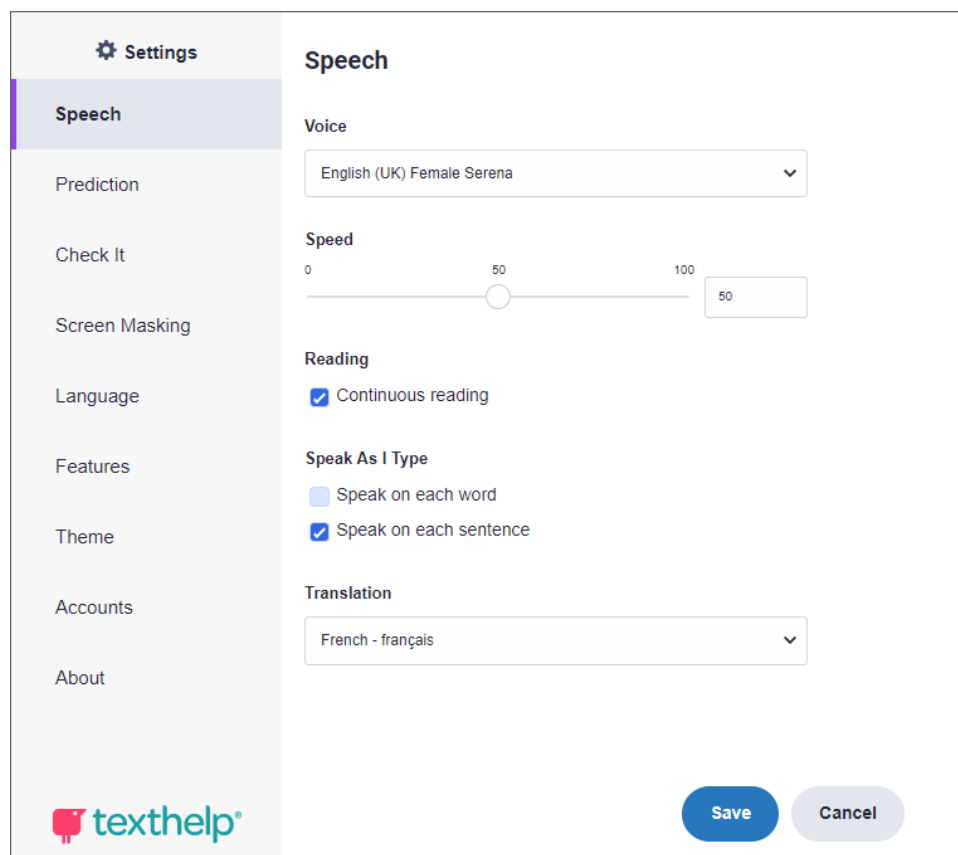 Settings
Speech
Prediction
Check It
Screen Masking
Language
Features
Theme
Accounts
About
texthelp®
Speech
Voice
English (UK) Female Serena
Speed
0 50 100
50
Reading
Continuous reading
Speak As I Type
Speak on each word
Speak on each sentence
Translation
French - français
Save Cancel